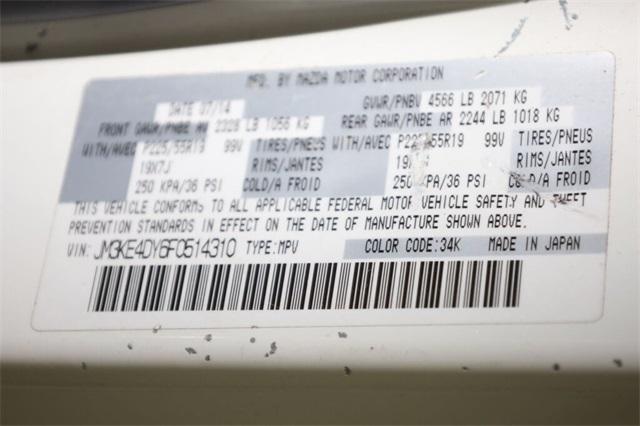 MFD. BY MAZDA MOTOR CORPORATION
DATE 07/14 GVWR/PNBV 4566 LB 2071 KG
FRONT GAWR/PNBE AV 2328 LB 1056 KG REAR GAWR/PNBE AR 2244 LB 1018 KG
WITH/AVEC P225/55R19 99V TIRES/PNEUS WITH/AVEC P225/55R19 99V TIRES/PNEUS
19X7J RIMS/JANTES RIMS/JANTES
250 KPA/36 PSI COLD/A FROID 250 KPA/36 PSI COLD/A FROID
THIS VEHICLE CONFORMS TO ALL APPLICABLE FEDERAL MOTOR VEHICLE SAFETY AND THEFT
PREVENTION STANDARDS IN EFFECT ON THE DATE OF MANUFACTURE SHOWN ABOVE.
VIN: JM3KE4DY6F0514310 TYPE:MPV COLOR CODE:34K MADE IN JAPAN